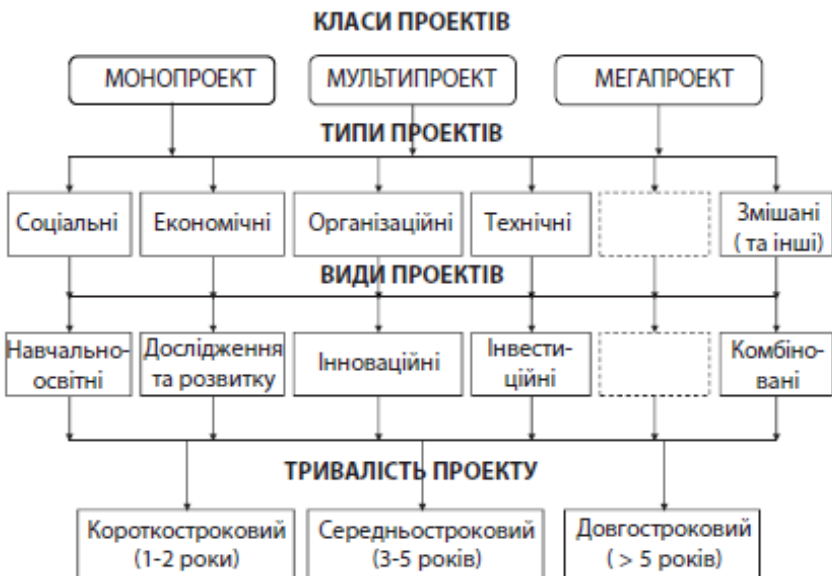 КЛАСИ ПРОЕКТІВ
МОНОПРОЕКТ
МУЛЬТИПРОЕКТ
МЕГАПРОЕКТ
ТИПИ ПРОЕКТІВ
Соціальні
Економічні
Організаційні
Технічні
Змішані
( та інші)
ВИДИ ПРОЕКТІВ
Навчально-
освітні
Дослідження
та розвитку
Інноваційні
Інвести-
ційні
Комбіно-
вані
ТРИВАЛІСТЬ ПРОЕКТУ
Короткостроковий
(1-2 роки)
Середньостроковий
(3-5 років)
Довгостроковий
( > 5 років)